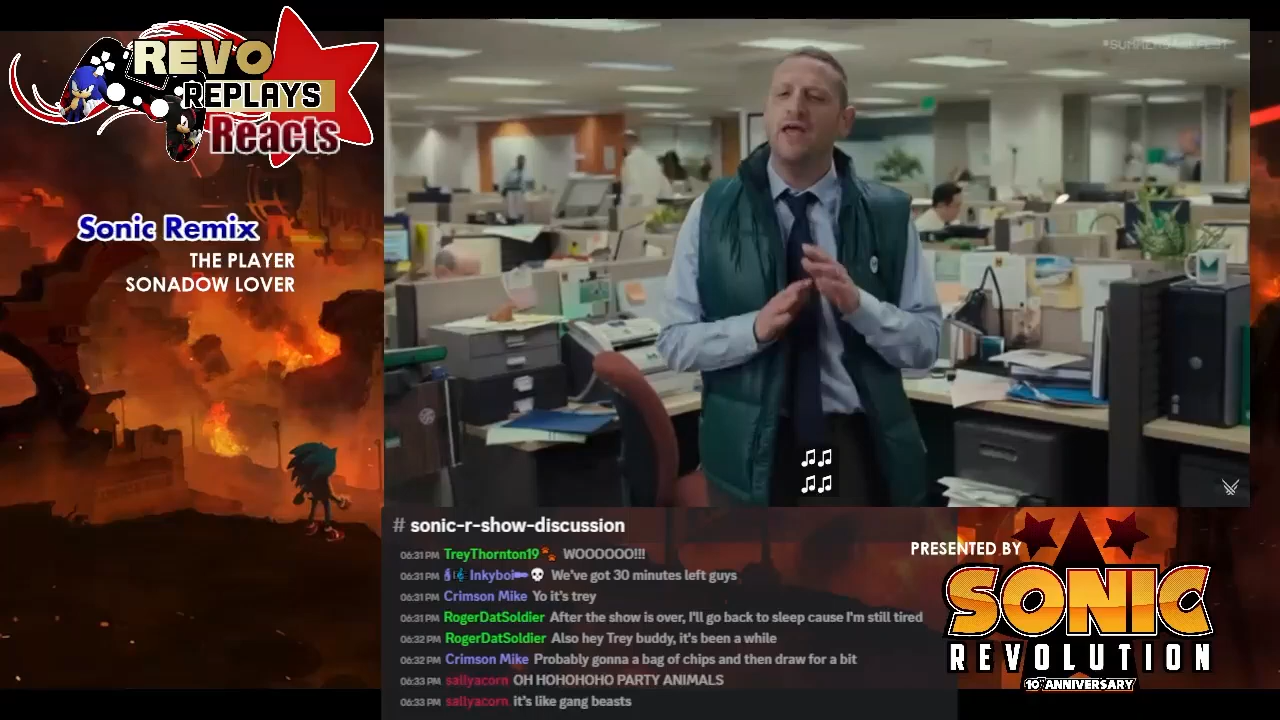 REVO
REPLAYS
Reacts
Sonic Remix
THE PLAYER
SONADOW LOVER
#SUMMERGAMEFEST
# sonic-r-show-discussion
06:31 PM TreyThornton19 WOOOOOO!!!
06:31 PM Inkyboi We've got 30 minutes left guys
06:31 PM Crimson Mike Yo it's trey
06:31 PM RogerDatSoldier After the show is over, I'll go back to sleep cause I'm still tired
06:32 PM RogerDatSoldier Also hey Trey buddy, it's been a while
06:32 PM Crimson Mike Probably gonna a bag of chips and then draw for a bit
06:33 PM sallyacorn OH HOHOHOHO PARTY ANIMALS
06:33 PM sallyacorn it's like gang beasts
PRESENTED BY
SONIC
REVOLUTION
10TH ANNIVERSARY